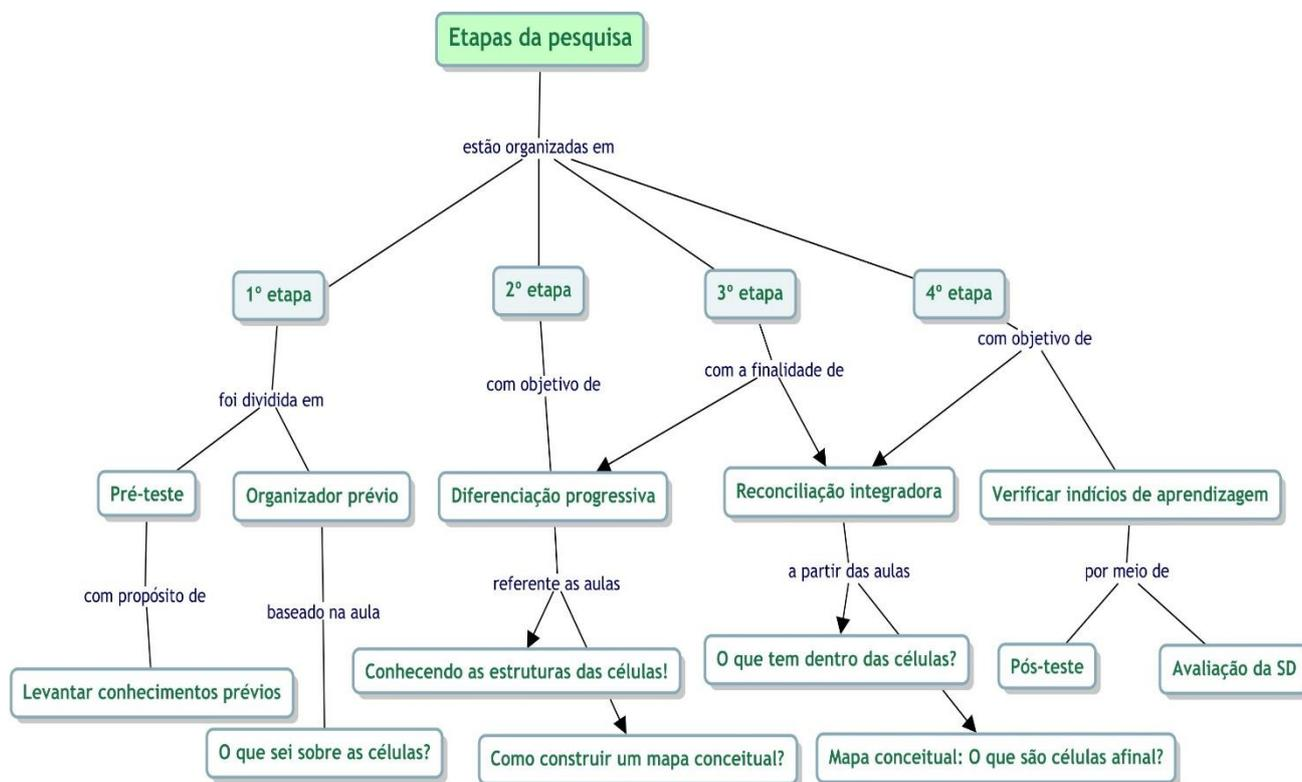 Etapas da pesquisa
estão organizadas em
1º etapa
2º etapa
3º etapa
4º etapa
com objetivo de
com a finalidade de
com objetivo de
foi dividida em
Pré-teste
Organizador prévio
Diferenciação progressiva
Reconciliação integradora
Verificar indícios de aprendizagem
com propósito de
baseado na aula
referente as aulas
a partir das aulas
por meio de
Levantar conhecimentos prévios
Conhecendo as estruturas das células!
O que tem dentro das células?
Pós-teste
Avaliação da SD
O que sei sobre as células?
Como construir um mapa conceitual?
Mapa conceitual: O que são células afinal?